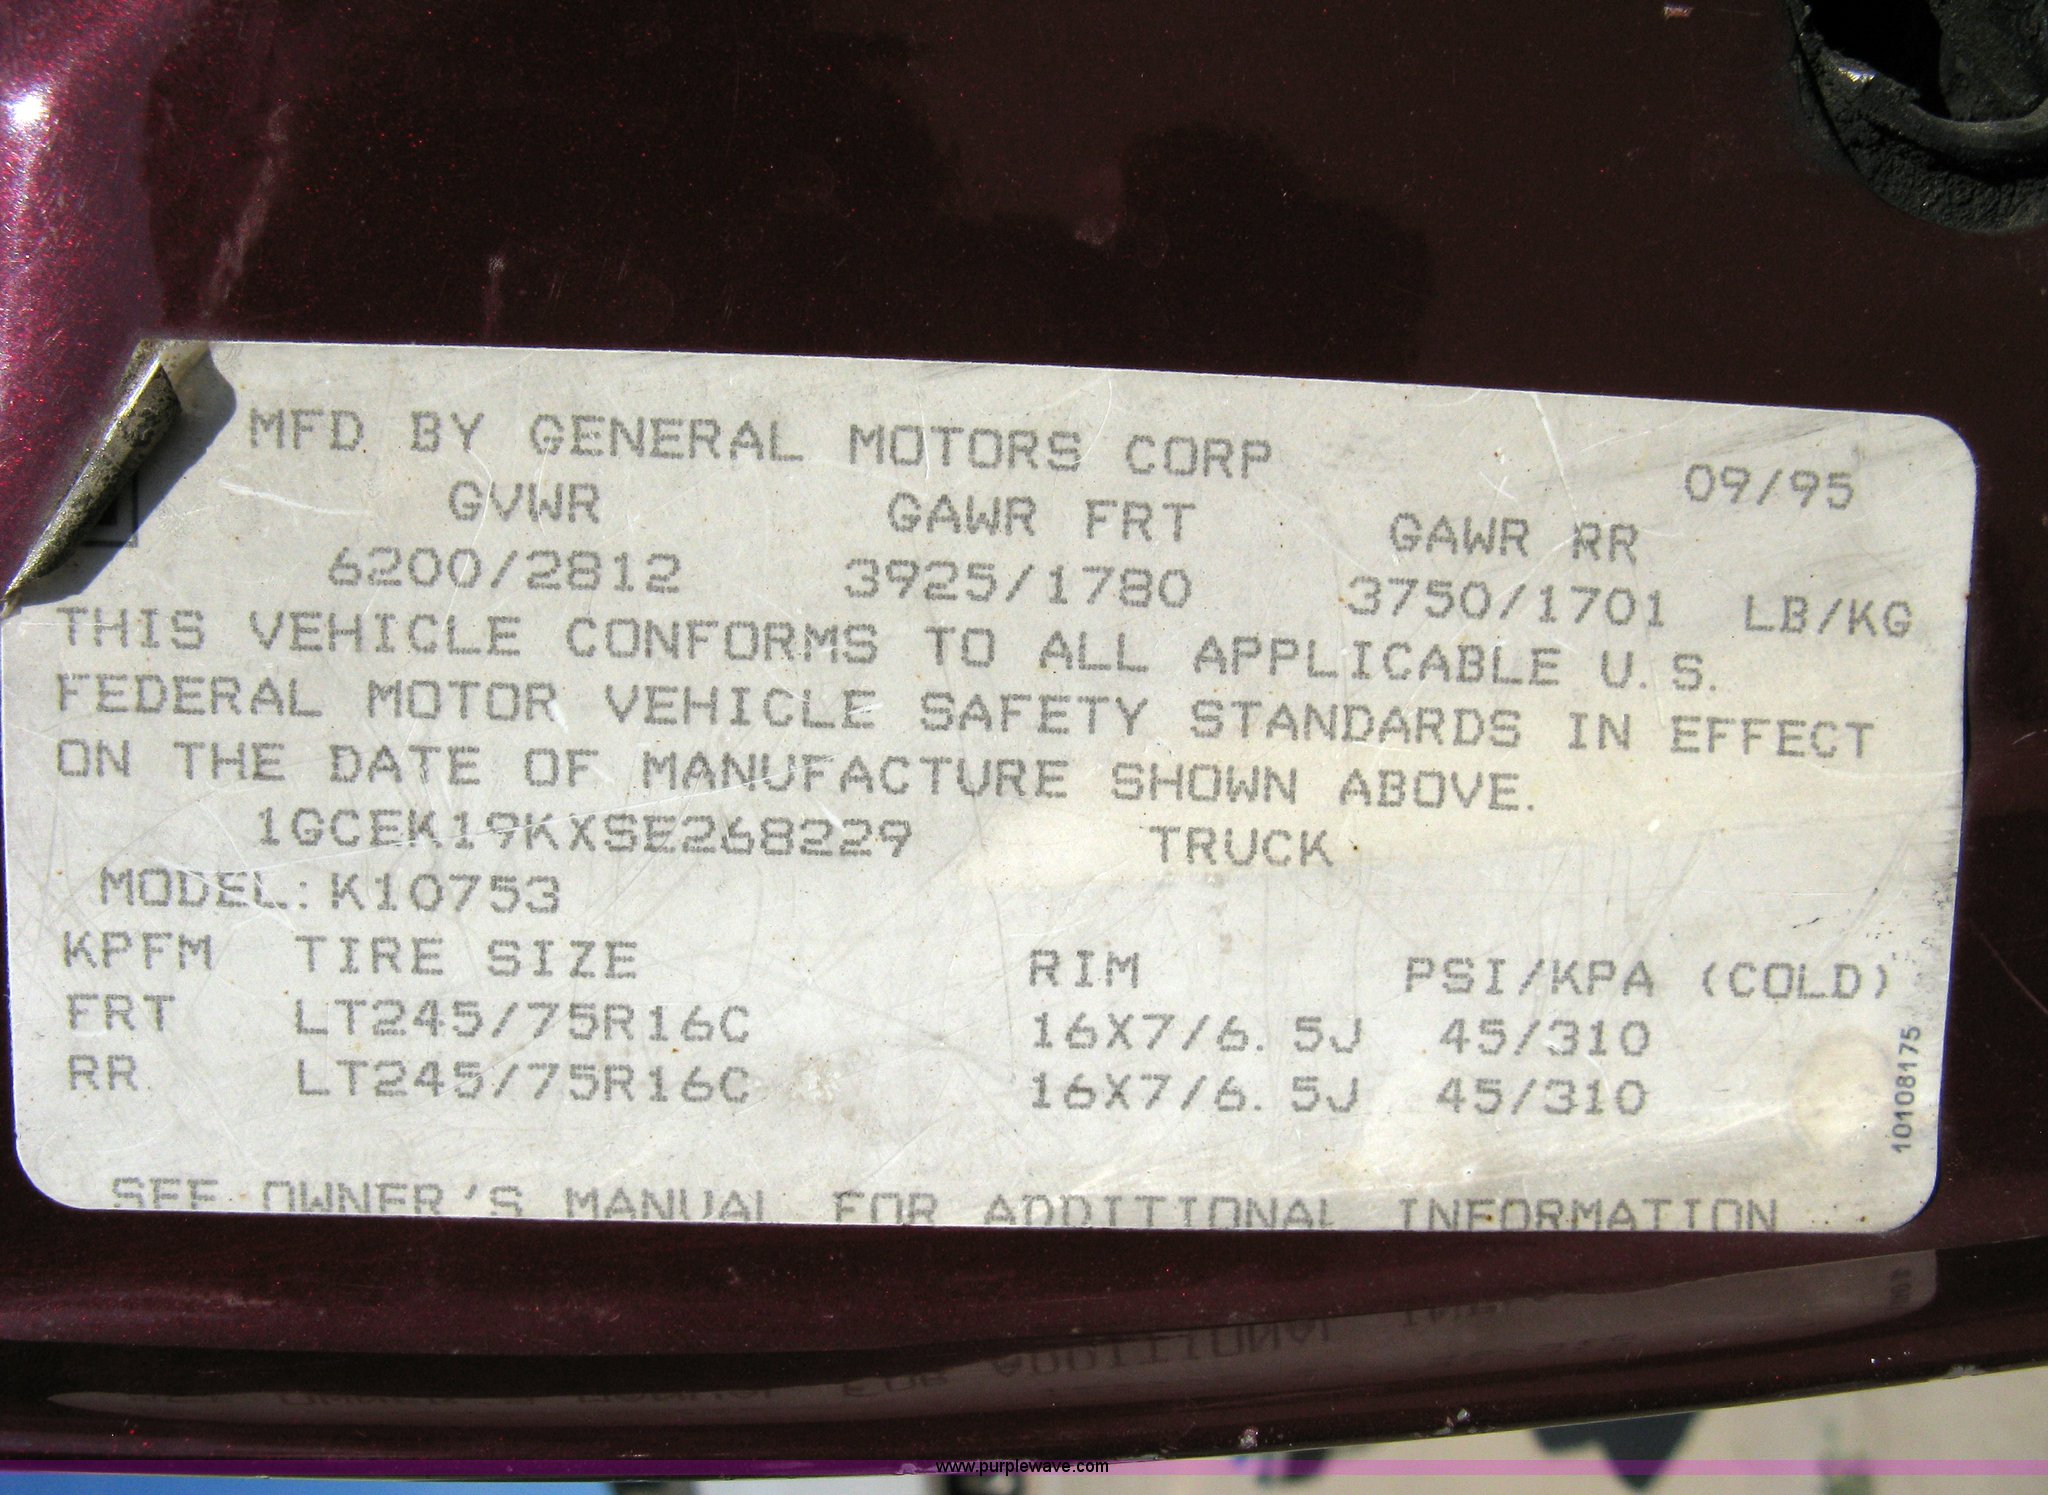 MFD BY GENERAL MOTORS CORP 09/95
GVWR GAWR FRT GAWR RR
6200/2812 3925/1780 3750/1701 LB/KG
THIS VEHICLE CONFORMS TO ALL APPLICABLE U.S.
FEDERAL MOTOR VEHICLE SAFETY STANDARDS IN EFFECT
ON THE DATE OF MANUFACTURE SHOWN ABOVE.
1GCEK19KXSE268229 TRUCK
MODEL: K10753
KPFM TIRE SIZE RIM PSI/KPA (COLD)
FRT LT245/75R16C 16X7/6.5J 45/310
RR LT245/75R16C 16X7/6.5J 45/310
SEE OWNER'S MANUAL FOR ADDITIONAL INFORMATION
10108175
www.purplewave.com